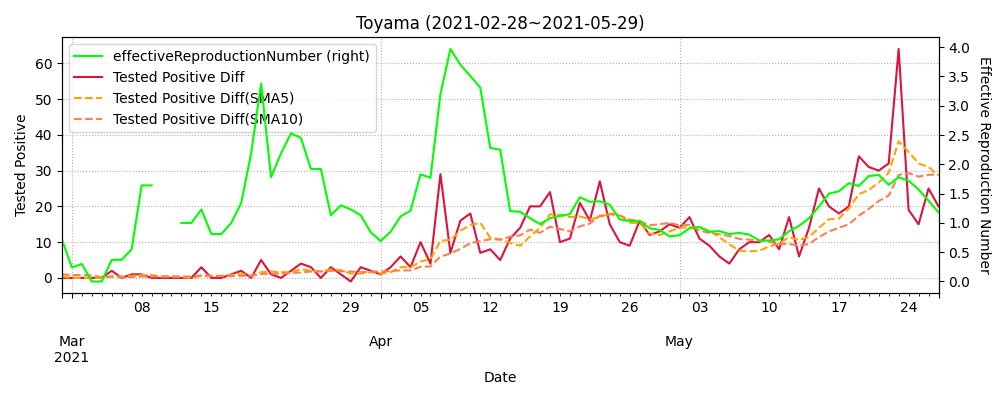 Toyama (2021-02-28~2021-05-29)
effectiveReproductionNumber (right)
Tested Positive Diff
Tested Positive Diff(SMA5)
Tested Positive Diff(SMA10)
Tested Positive
60
50
40
30
20
10
0
4.0
3.5
3.0
2.5
2.0
1.5
1.0
0.5
0.0
Effective Reproduction Number
08 15 22 29 05 12 19 26 03 10 17 24
Mar Apr May
2021
Date